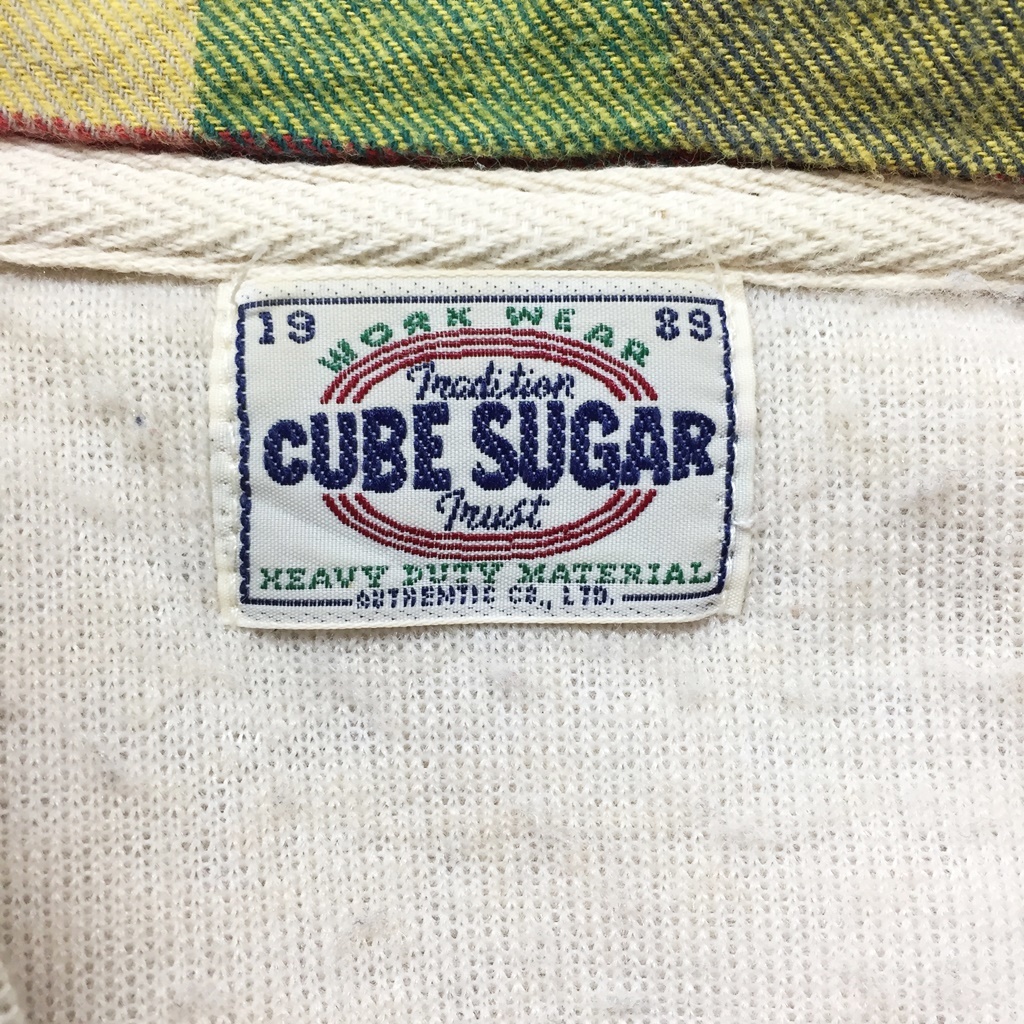 19 WORK WEAR 89
Tradition
CUBE SUGAR
Trust
HEAVY DUTY MATERIAL
AUTHENTIC CO., LTD.